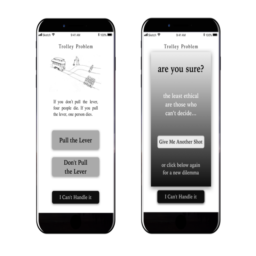 Trolley Problem
If you don't pull the lever,
four people die. If you pull
the lever, one person dies.
Pull the Lever
Don't Pull
the Lever
I Can't Handle it
Trolley Problem
are you sure?
the least ethical
are those who
can't decide...
Give Me Another Shot
or click below again
for a new dilemma
I Can't Handle it